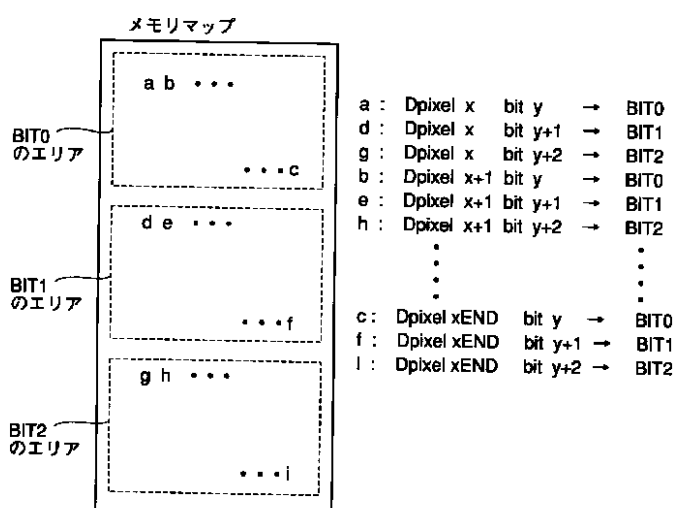 メモリマップ
a b ・・・
BIT0
のエリア
・・・c
d e ・・・
BIT1
のエリア
・・・f
g h ・・・
BIT2
のエリア
・・・i
a : Dpixel x bit y → BIT0
d : Dpixel x bit y+1 → BIT1
g : Dpixel x bit y+2 → BIT2
b : Dpixel x+1 bit y → BIT0
e : Dpixel x+1 bit y+1 → BIT1
h : Dpixel x+1 bit y+2 → BIT2
c : Dpixel xEND bit y → BIT0
f : Dpixel xEND bit y+1 → BIT1
i : Dpixel xEND bit y+2 → BIT2